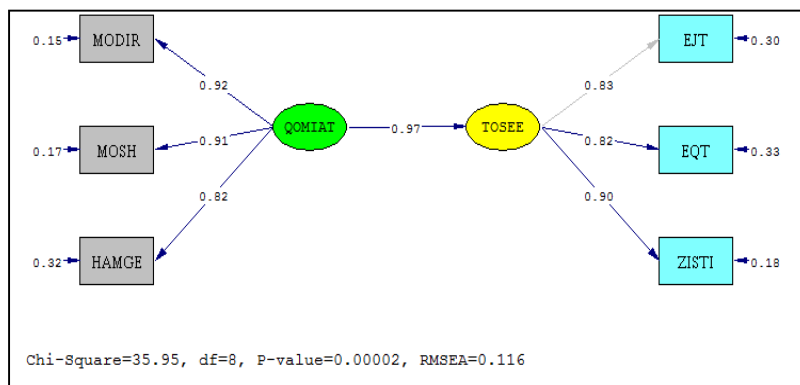 0.15 MODIR EJT 0.30
0.92 0.83
0.17 MOSH QOMIAT 0.97 TOSEE 0.82 EQT 0.33
0.82 0.90
0.91
0.32 HAMGE ZISTI 0.18
Chi-Square=35.95, df=8, P-value=0.00002, RMSEA=0.116